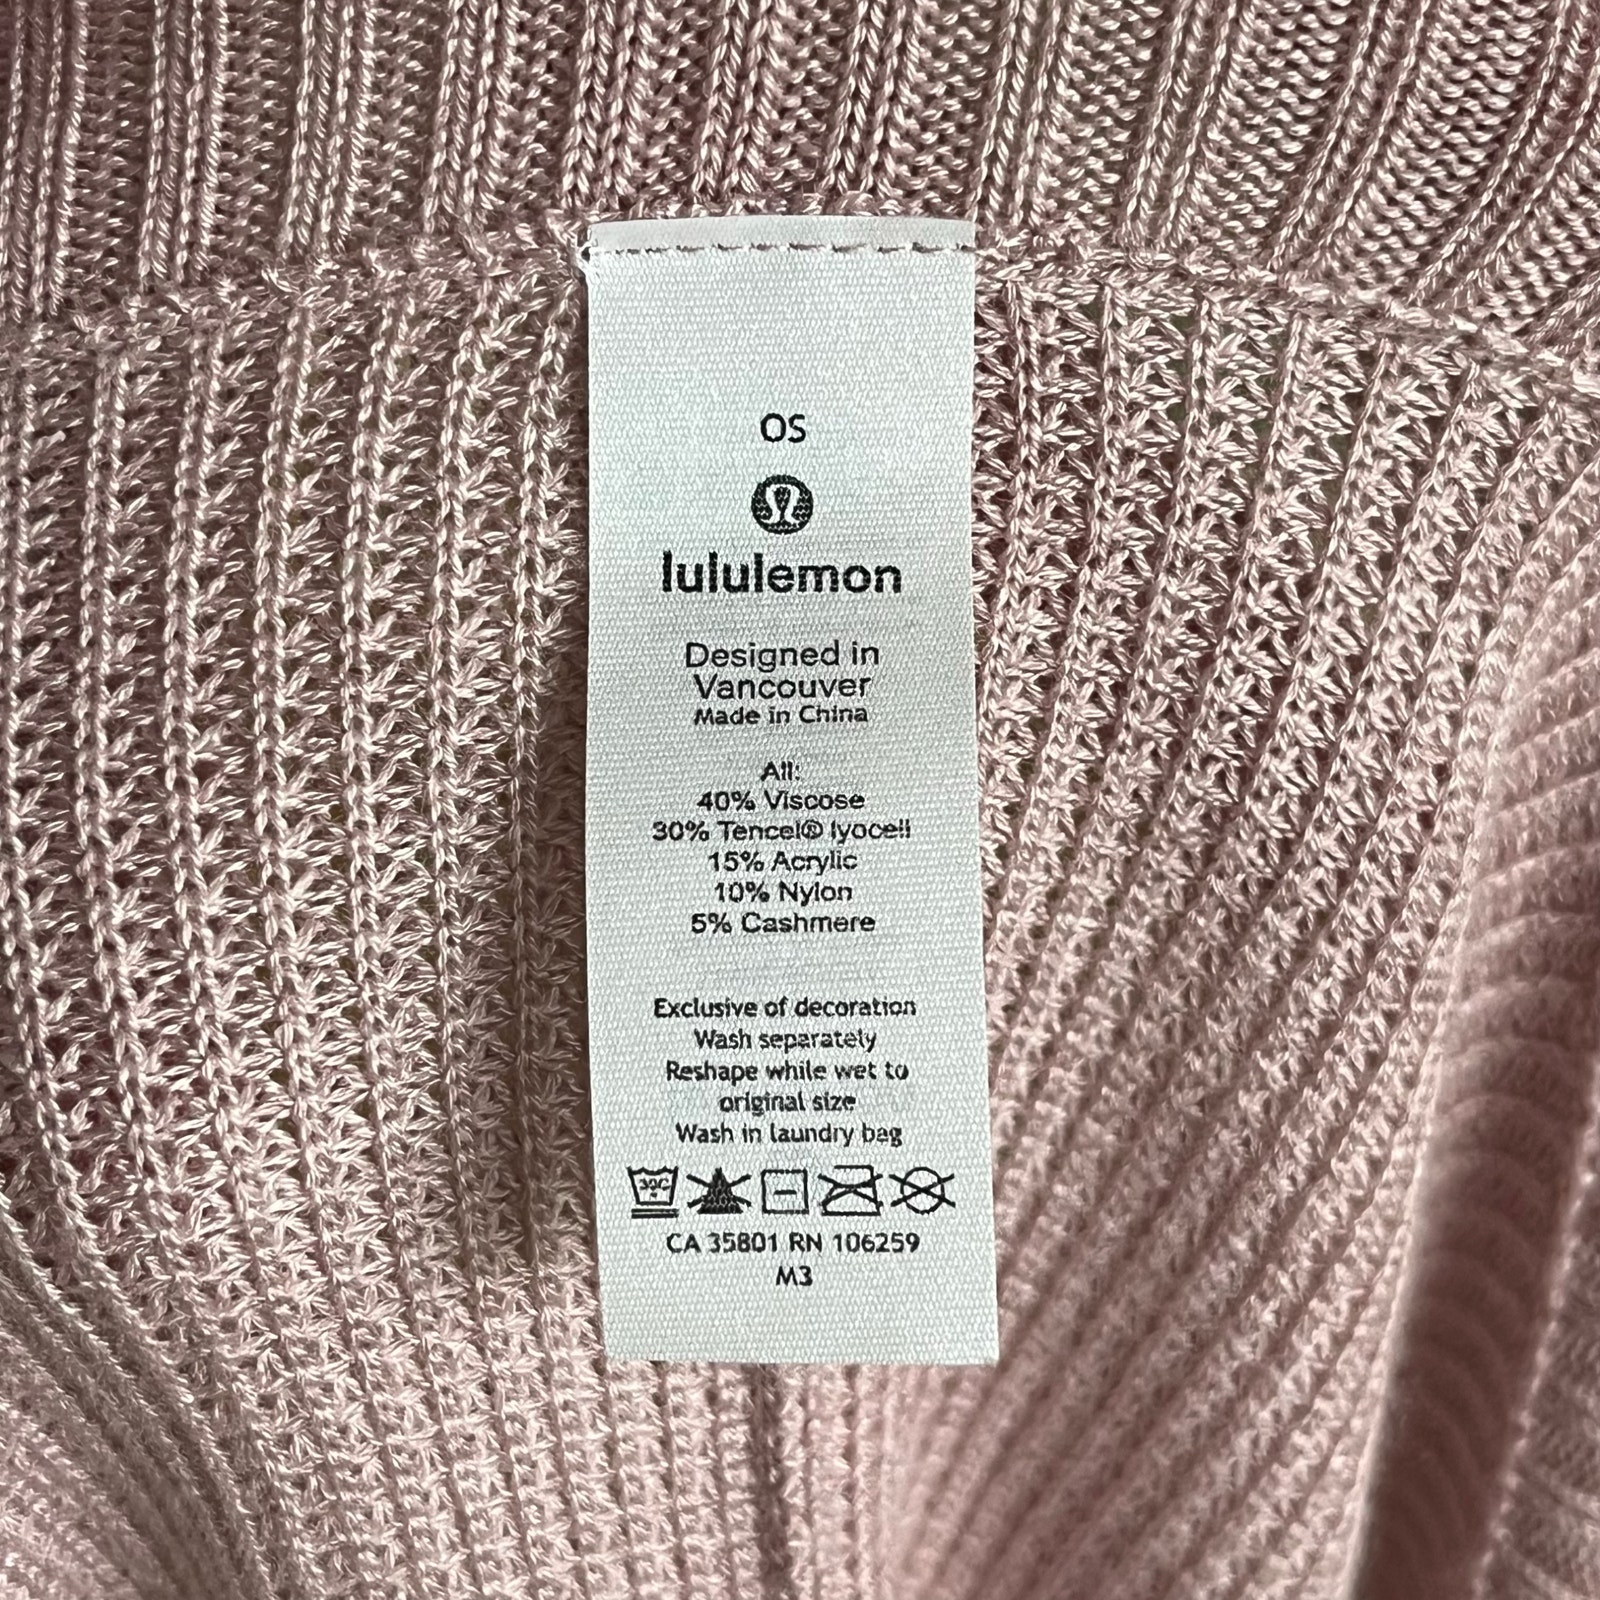 OS
lululemon
Designed in
Vancouver
Made in China
All:
40% Viscose
30% Tencel® lyocell
15% Acrylic
10% Nylon
5% Cashmere
Exclusive of decoration
Wash separately
Reshape while wet to
original size
Wash in laundry bag
30C
CA 35801 RN 106259
M3